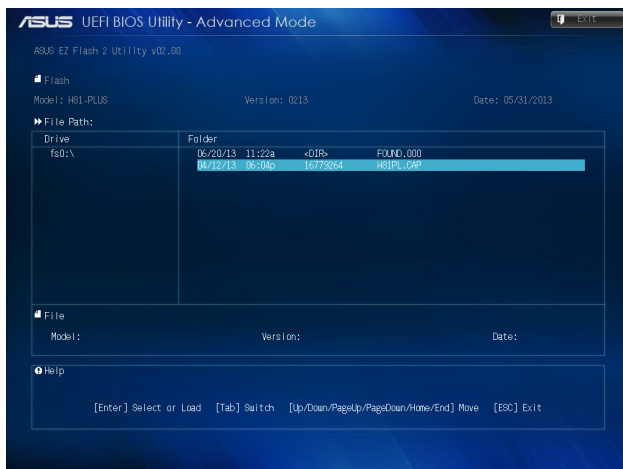 ASUS UEFI BIOS Utility - Advanced Mode
Exit
ASUS EZ Flash 2 Utility v02.00
Flash
Model: H81-PLUS Version: 0213 Date: 05/31/2013
File Path:
Drive Folder
fs0:\ 06/20/13 11:22a <DIR> FOUND.000
04/12/13 06:04p 16779264 H81PL.CAP
File
Model: Version: Date:
Help
[Enter] Select or Load [Tab] Switch [Up/Down/PageUp/PageDown/Home/End] Move [ESC] Exit